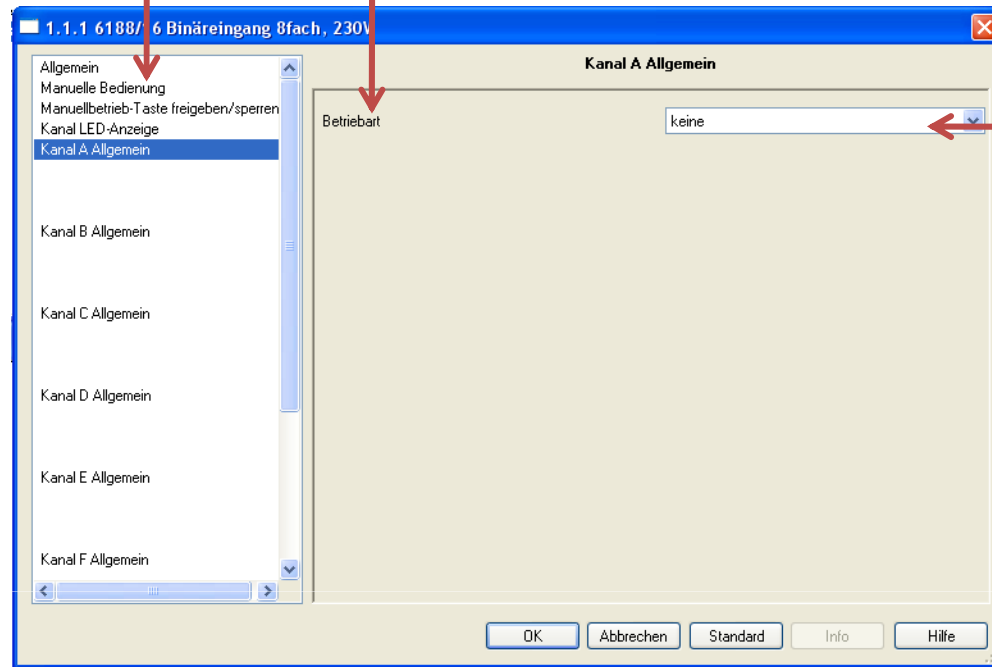 1.1.1 6188/16 Binäreingang 8fach, 230V
Allgemein
Manuelle Bedienung
Manuellbetrieb-Taste freigeben/sperren
Kanal LED-Anzeige
Kanal A Allgemein
Kanal B Allgemein
Kanal C Allgemein
Kanal D Allgemein
Kanal E Allgemein
Kanal F Allgemein
Kanal A Allgemein
Betriebart
keine
OK
Abbrechen
Standard
Info
Hilfe